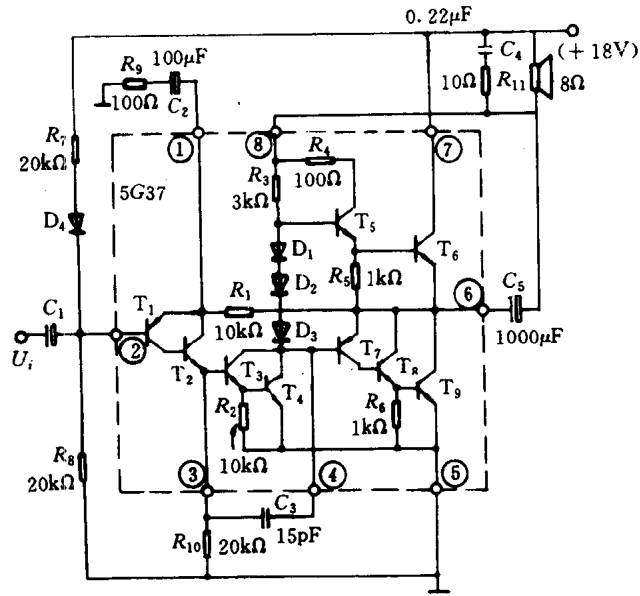 0.22μF
(+18V)
100μF
R₉
100Ω
C₂
C₄
10Ω
R₁₁
8Ω
R₇
20kΩ
①
⑧
⑦
R₄
100Ω
R₃
3kΩ
5G37
D₄
T₅
T₆
D₁
D₂
R₅
1kΩ
C₁
T₁
R₁
10kΩ
D₃
⑥
C₅
1000μF
Uᵢ
②
T₂
T₃
T₄
T₇
T₈
T₉
R₂
10kΩ
R₆
1kΩ
R₈
20kΩ
③
④
⑤
C₃
15pF
R₁₀
20kΩ